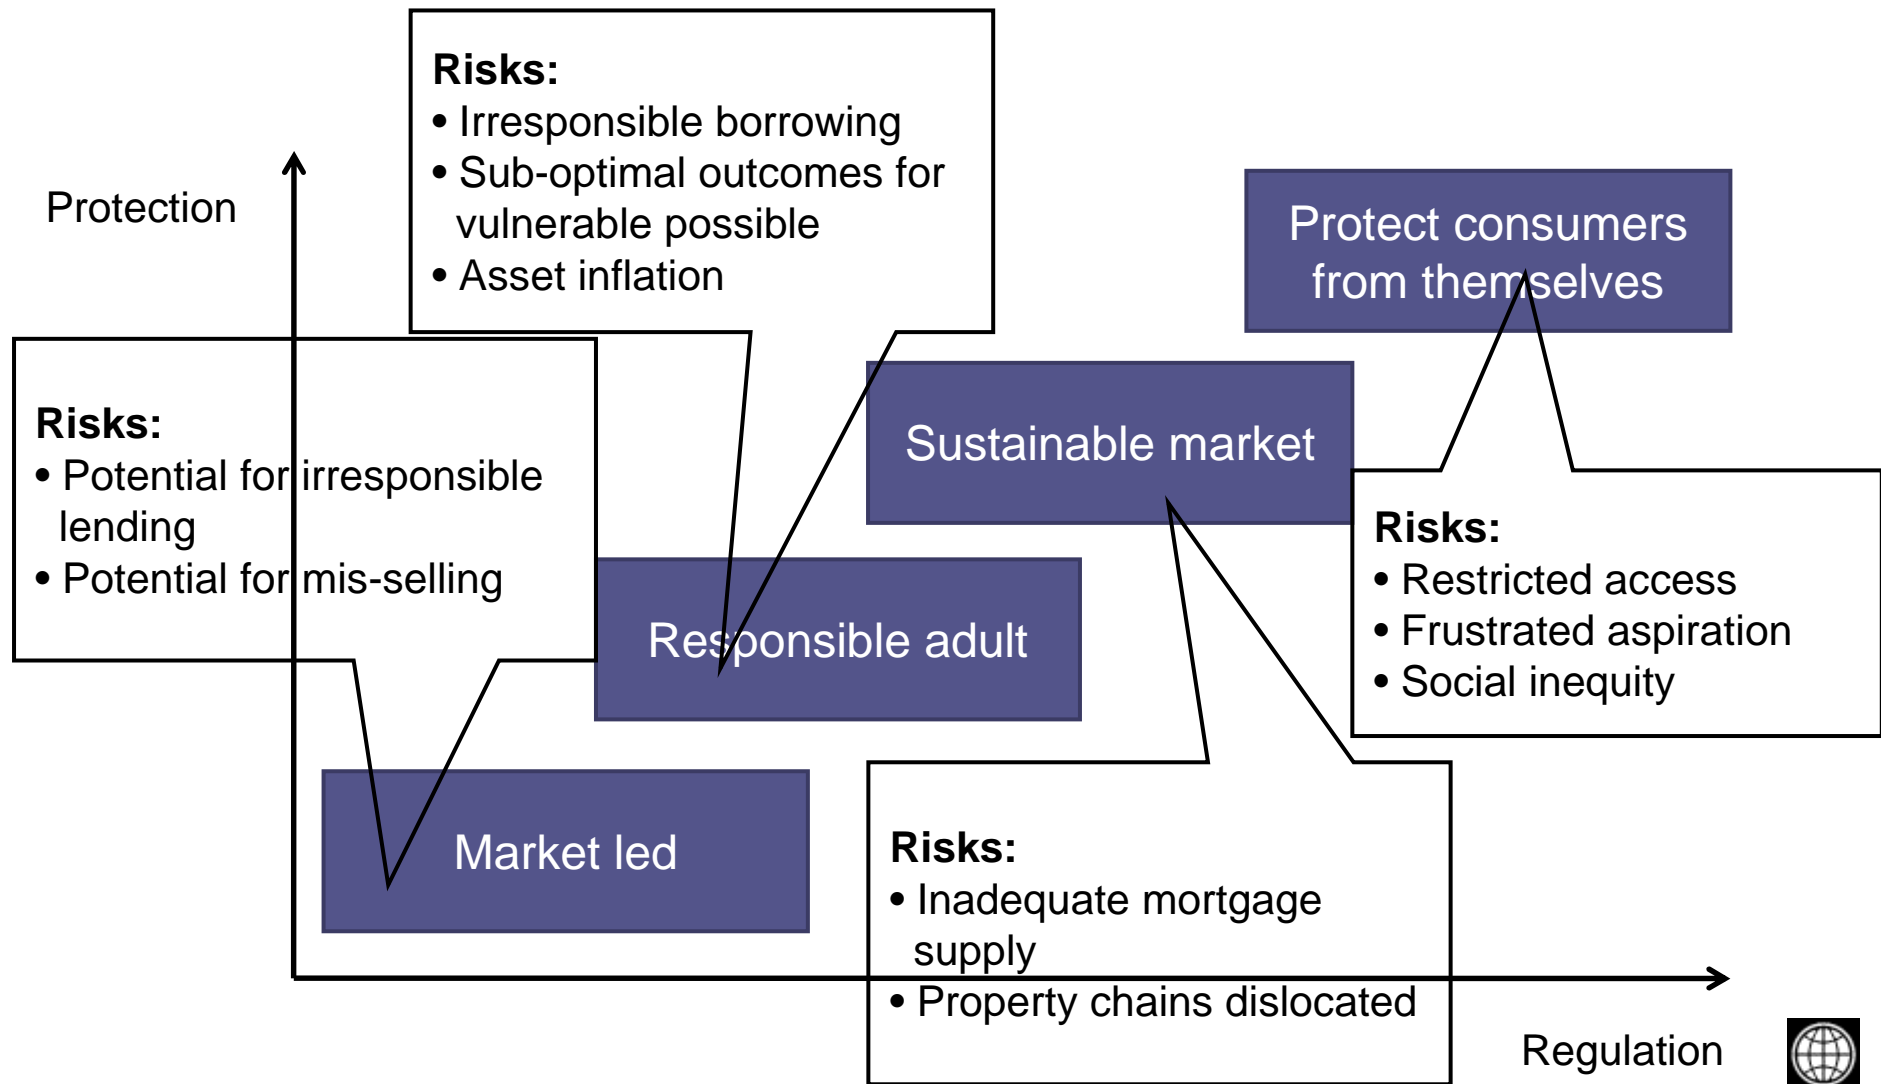 Protection
Risks:
• Irresponsible borrowing
• Sub-optimal outcomes for
vulnerable possible
• Asset inflation
Protect consumers
from themselves
Risks:
• Potential for irresponsible
lending
• Potential for mis-selling
Sustainable market
Risks:
• Restricted access
• Frustrated aspiration
• Social inequity
Responsible adult
Market led
Risks:
• Inadequate mortgage
supply
• Property chains dislocated
Regulation